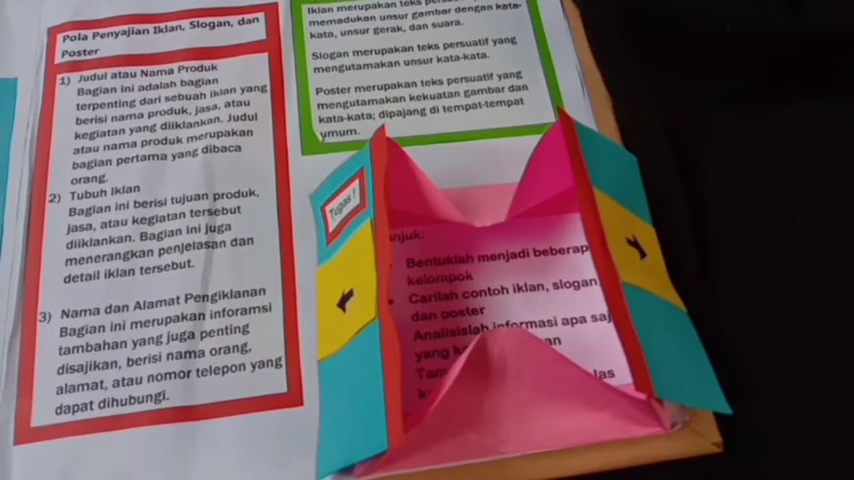 Pola Penyajian Iklan, Slogan, dan
Poster
1) Judul atau Nama Produk
Bagian ini adalah bagian
terpenting dari sebuah iklan yang
berisi nama produk, jasa, atau
kegiatan yang diiklankan. Judul
atau nama produk merupakan
bagian pertama yang dibaca
orang.
2) Tubuh Iklan
Bagian ini berisi tujuan produk,
jasa, atau kegiatan tersebut
diiklankan. Bagian ini juga
menerangkan penjelasan dan
detail iklan tersebut.
3) Nama dan Alamat Pengiklanan
Bagian ini merupakan inforamsi
tambahan yang juga penting
disajikan, berisi nama orang,
alamat, atau nomor telepon yang
dapat dihubungi.
Iklan merupakan teks
memadukan unsur gambar dengan kata-
kata, unsur gerak, dan suara.
Slogan merupakan teks persuatif yang
mengutamakan unsur kata-kata.
Poster merupakan teks persuatif yang
mengutamakan kekuatan gambar dan
kata-kata; dipajang di tempat-tempat
umum.
Tugas!
njuk:
Bentuklah menjadi beberap
kelompok
Carilah contoh iklan, slogan
dan poster
Analisislah informasi apa saj
yang